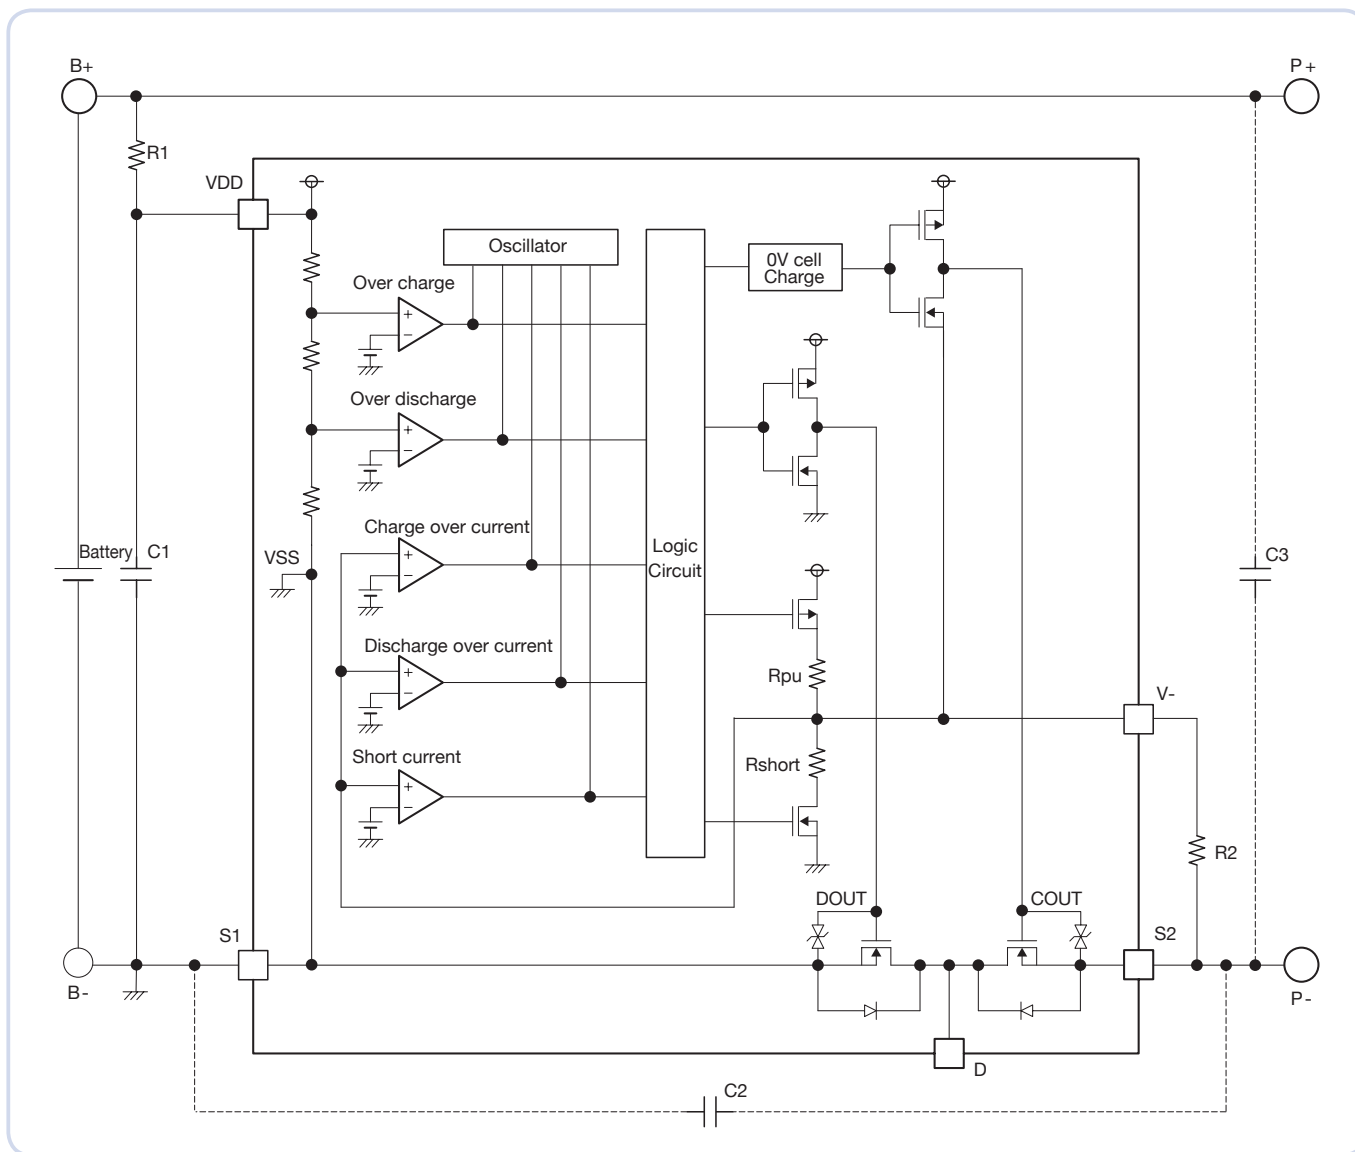 B+
P+
R1
VDD
Oscillator
0V cell
Charge
Over charge
+
−
Over discharge
+
−
Charge over current
+
−
Battery
C1
VSS
Logic
Circuit
C3
Discharge over current
+
−
Rpu
V-
Short current
+
−
Rshort
R2
DOUT
COUT
S1
S2
B-
P-
D
C2